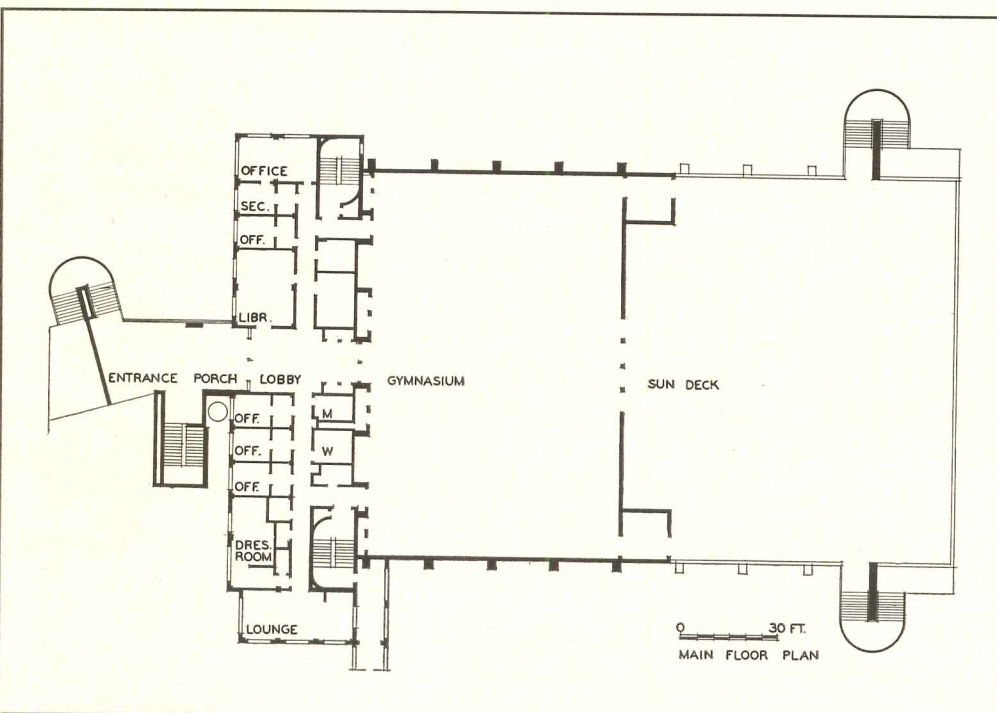 OFFICE
SEC.
OFF.
LIBR.
ENTRANCE PORCH LOBBY GYMNASIUM SUN DECK
OFF.
M
OFF.
W
OFF.
DRES.
ROOM
LOUNGE
0 30 FT.
MAIN FLOOR PLAN